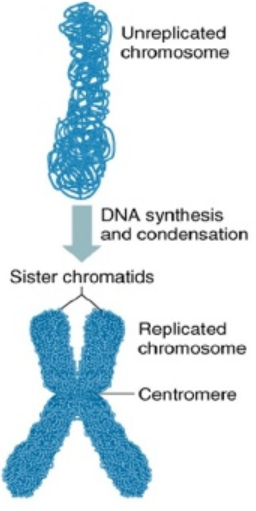 Unreplicated
chromosome
DNA synthesis
and condensation
Sister chromatids
Replicated
chromosome
Centromere